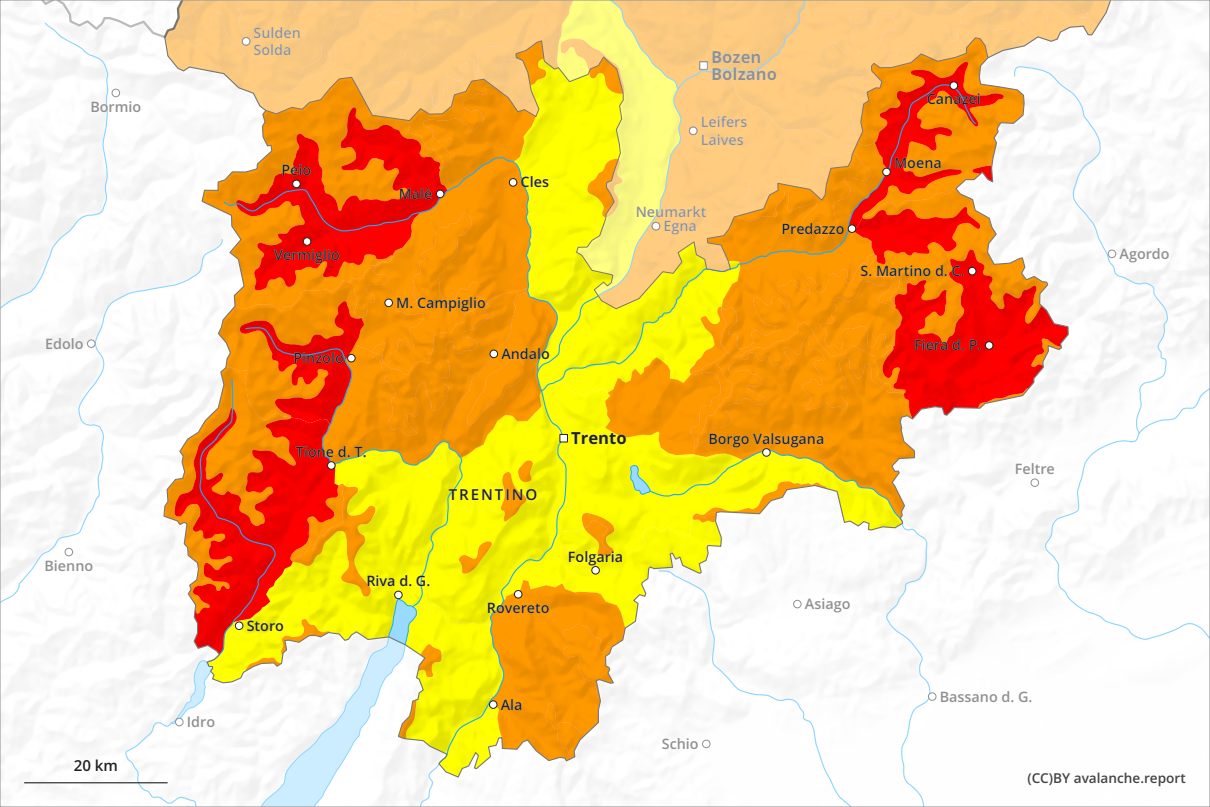 Sulden
Solda
Bozen
Bolzano
Bormio
Canazei
Leifers
Laives
Moena
Peio
Cles
Malè
Neumarkt
Egna
Predazzo
Vermiglio
Agordo
S. Martino d. C.
M. Campiglio
Edolo
Fiera d. P.
Pinzolo
Andalo
Trento
Borgo Valsugana
Tione d. T.
Feltre
TRENTINO
Folgaria
Bienno
Riva d. G.
Asiago
Rovereto
Storo
Bassano d. G.
Ala
Idro
Schio
20 km
(CC)BY avalanche.report